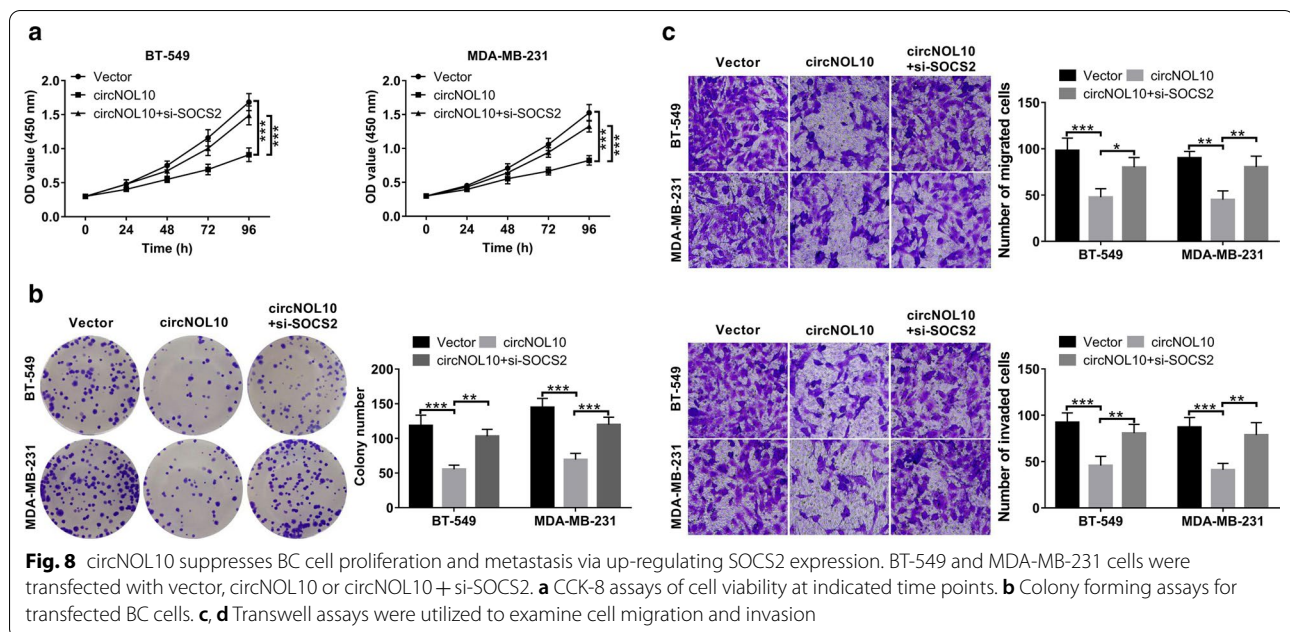 a
BT-549
Vector
circNOL10
circNOL10+si-SOCS2
OD value (450 nm)
2.0
1.5
1.0
0.5
0.0
0 24 48 72 96
Time (h)
***
***
MDA-MB-231
Vector
circNOL10
circNOL10+si-SOCS2
OD value (450 nm)
2.0
1.5
1.0
0.5
0.0
0 24 48 72 96
Time (h)
***
***
b
Vector circNOL10 circNOL10
+si-SOCS2
BT-549
MDA-MB-231
Vector circNOL10
circNOL10+si-SOCS2
Colony number
200
150
100
50
0
*** ** *** ***
BT-549 MDA-MB-231
c
Vector circNOL10 circNOL10
+si-SOCS2
BT-549
MDA-MB-231
Vector circNOL10
circNOL10+si-SOCS2
Number of migrated cells
150
100
50
0
*** * ** **
BT-549 MDA-MB-231
Vector circNOL10 circNOL10
+si-SOCS2
BT-549
MDA-MB-231
Vector circNOL10
circNOL10+si-SOCS2
Number of invaded cells
150
100
50
0
*** ** *** **
BT-549 MDA-MB-231
Fig. 8 circNOL10 suppresses BC cell proliferation and metastasis via up-regulating SOCS2 expression. BT-549 and MDA-MB-231 cells were
transfected with vector, circNOL10 or circNOL10 + si-SOCS2. a CCK-8 assays of cell viability at indicated time points. b Colony forming assays for
transfected BC cells. c, d Transwell assays were utilized to examine cell migration and invasion